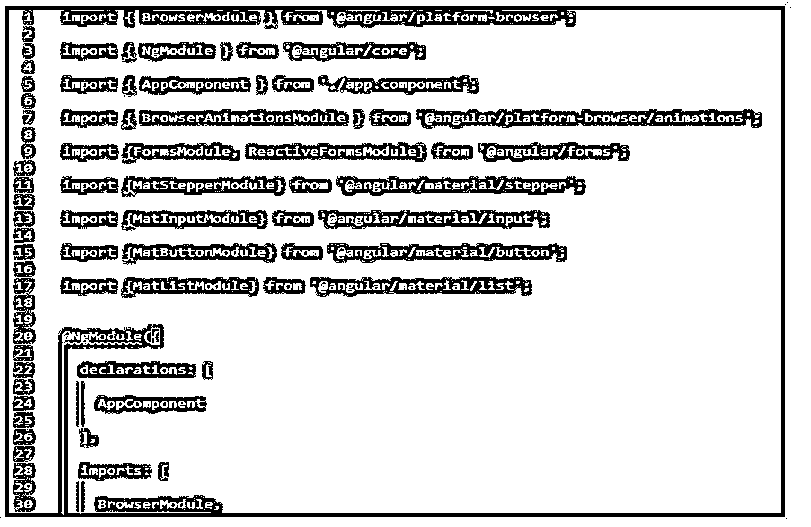 1 import { BrowserModule } from '@angular/platform-browser';
2
3 import { NgModule } from '@angular/core';
4
5 import { AppComponent } from './app.component';
6
7 import { BrowserAnimationsModule } from '@angular/platform-browser/animations';
8
9 import {FormsModule, ReactiveFormsModule} from '@angular/forms';
10
11 import {MatStepperModule} from '@angular/material/stepper';
12
13 import {MatInputModule} from '@angular/material/input';
14
15 import {MatButtonModule} from '@angular/material/button';
16
17 import {MatListModule} from '@angular/material/list';
18
19
20 @NgModule({
21
22 declarations: [
23
24 AppComponent
25
26 ],
27
28 imports: [
29
30 BrowserModule,